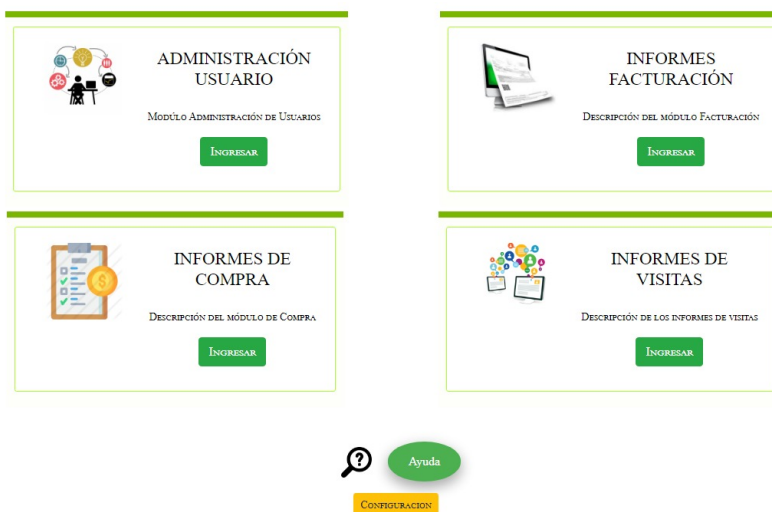 ADMINISTRACIÓN
USUARIO
Modúlo Administración de Usuarios
Ingresar
INFORMES
FACTURACIÓN
Descripción del módulo Facturación
Ingresar
INFORMES DE
COMPRA
Descripción del módulo de Compra
Ingresar
INFORMES DE
VISITAS
Descripción de los informes de visitas
Ingresar
Ayuda
Configuracion